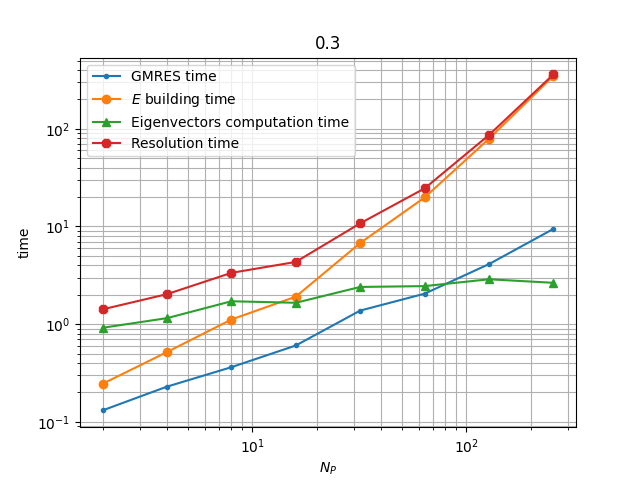 0.3
GMRES time
E building time
Eigenvectors computation time
Resolution time
10²
10¹
10⁰
10⁻¹
time
10¹ 10²
N_P